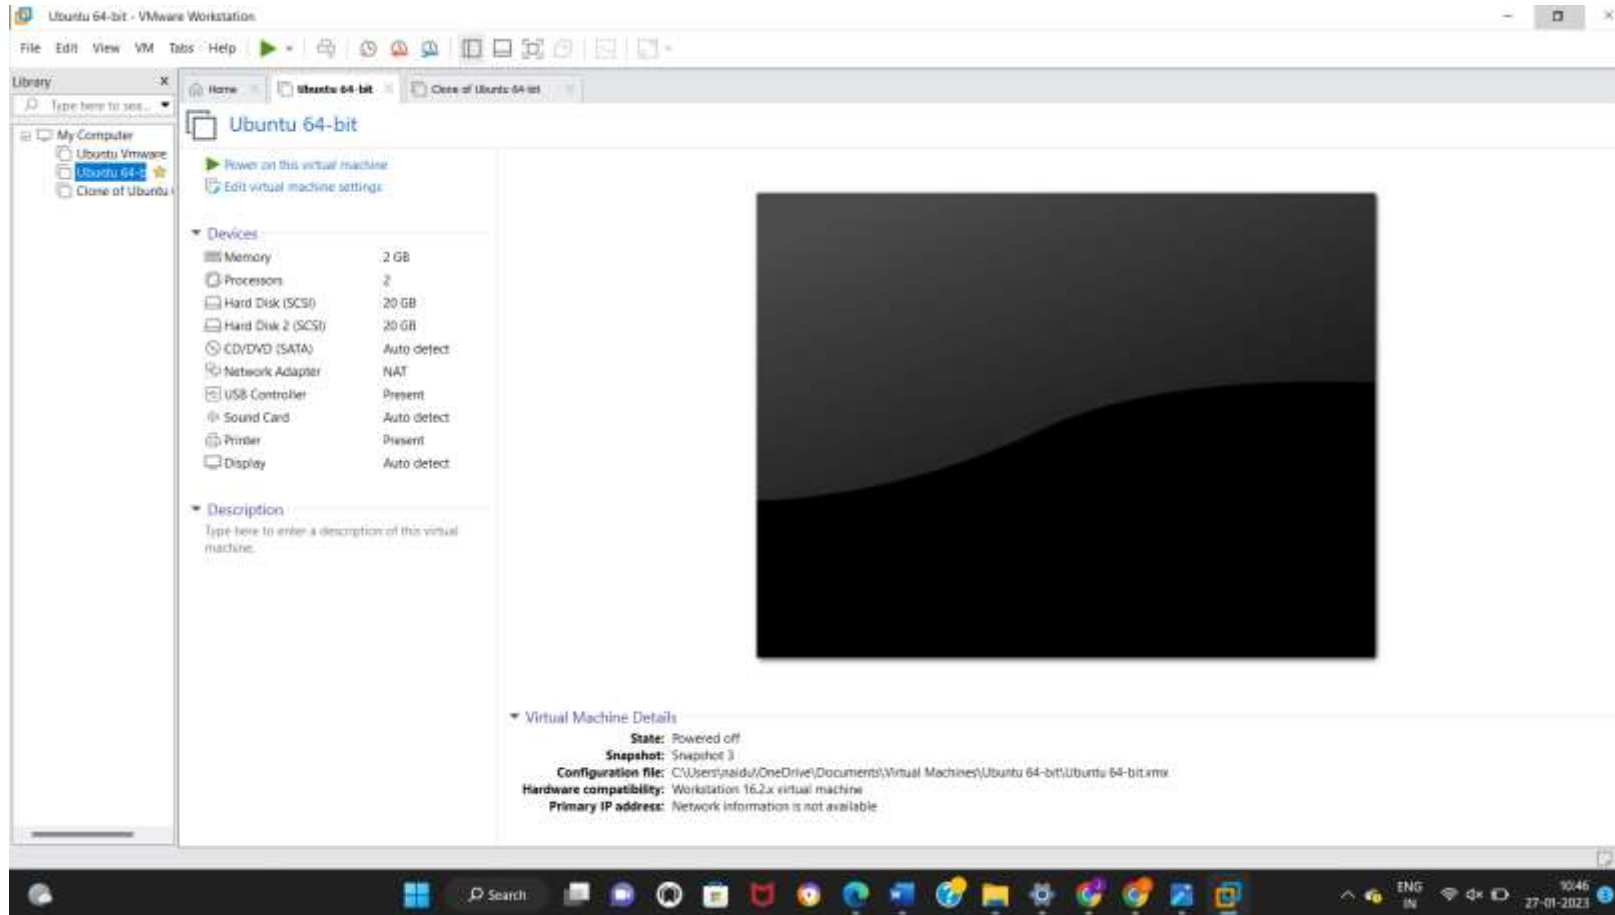 Ubuntu 64-bit - VMware Workstation
File Edit View VM Tabs Help
Library
Type here to sea...
My Computer
Ubuntu Vmware
Ubuntu 64-b
Clone of Ubuntu
Home
Ubuntu 64-bit
Clone of Ubuntu 64-bit
Ubuntu 64-bit
Power on this virtual machine
Edit virtual machine settings
Devices
Memory 2 GB
Processors 2
Hard Disk (SCSI) 20 GB
Hard Disk 2 (SCSI) 20 GB
CD/DVD (SATA) Auto detect
Network Adapter NAT
USB Controller Present
Sound Card Auto detect
Printer Present
Display Auto detect
Description
Type here to enter a description of this virtual
machine.
Virtual Machine Details
State: Powered off
Snapshot: Snapshot 3
Configuration file: C:\Users\naidu\OneDrive\Documents\Virtual Machines\Ubuntu 64-bit\Ubuntu 64-bit.vmx
Hardware compatibility: Workstation 16.2.x virtual machine
Primary IP address: Network information is not available
Search
ENG
IN
10:46
27-01-2023